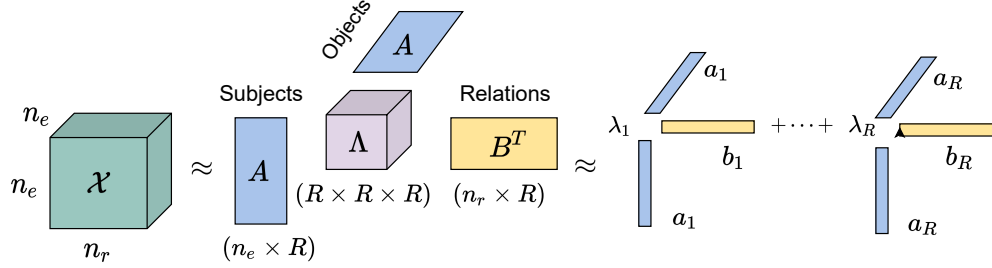 n_e
n_e
𝒳
n_r
≈
Subjects
A
(n_e × R)
Objects
A
Λ
(R × R × R)
Relations
B^T
(n_r × R)
≈
λ_1
a_1
b_1
a_1
+ ⋯ +
λ_R
a_R
b_R
a_R